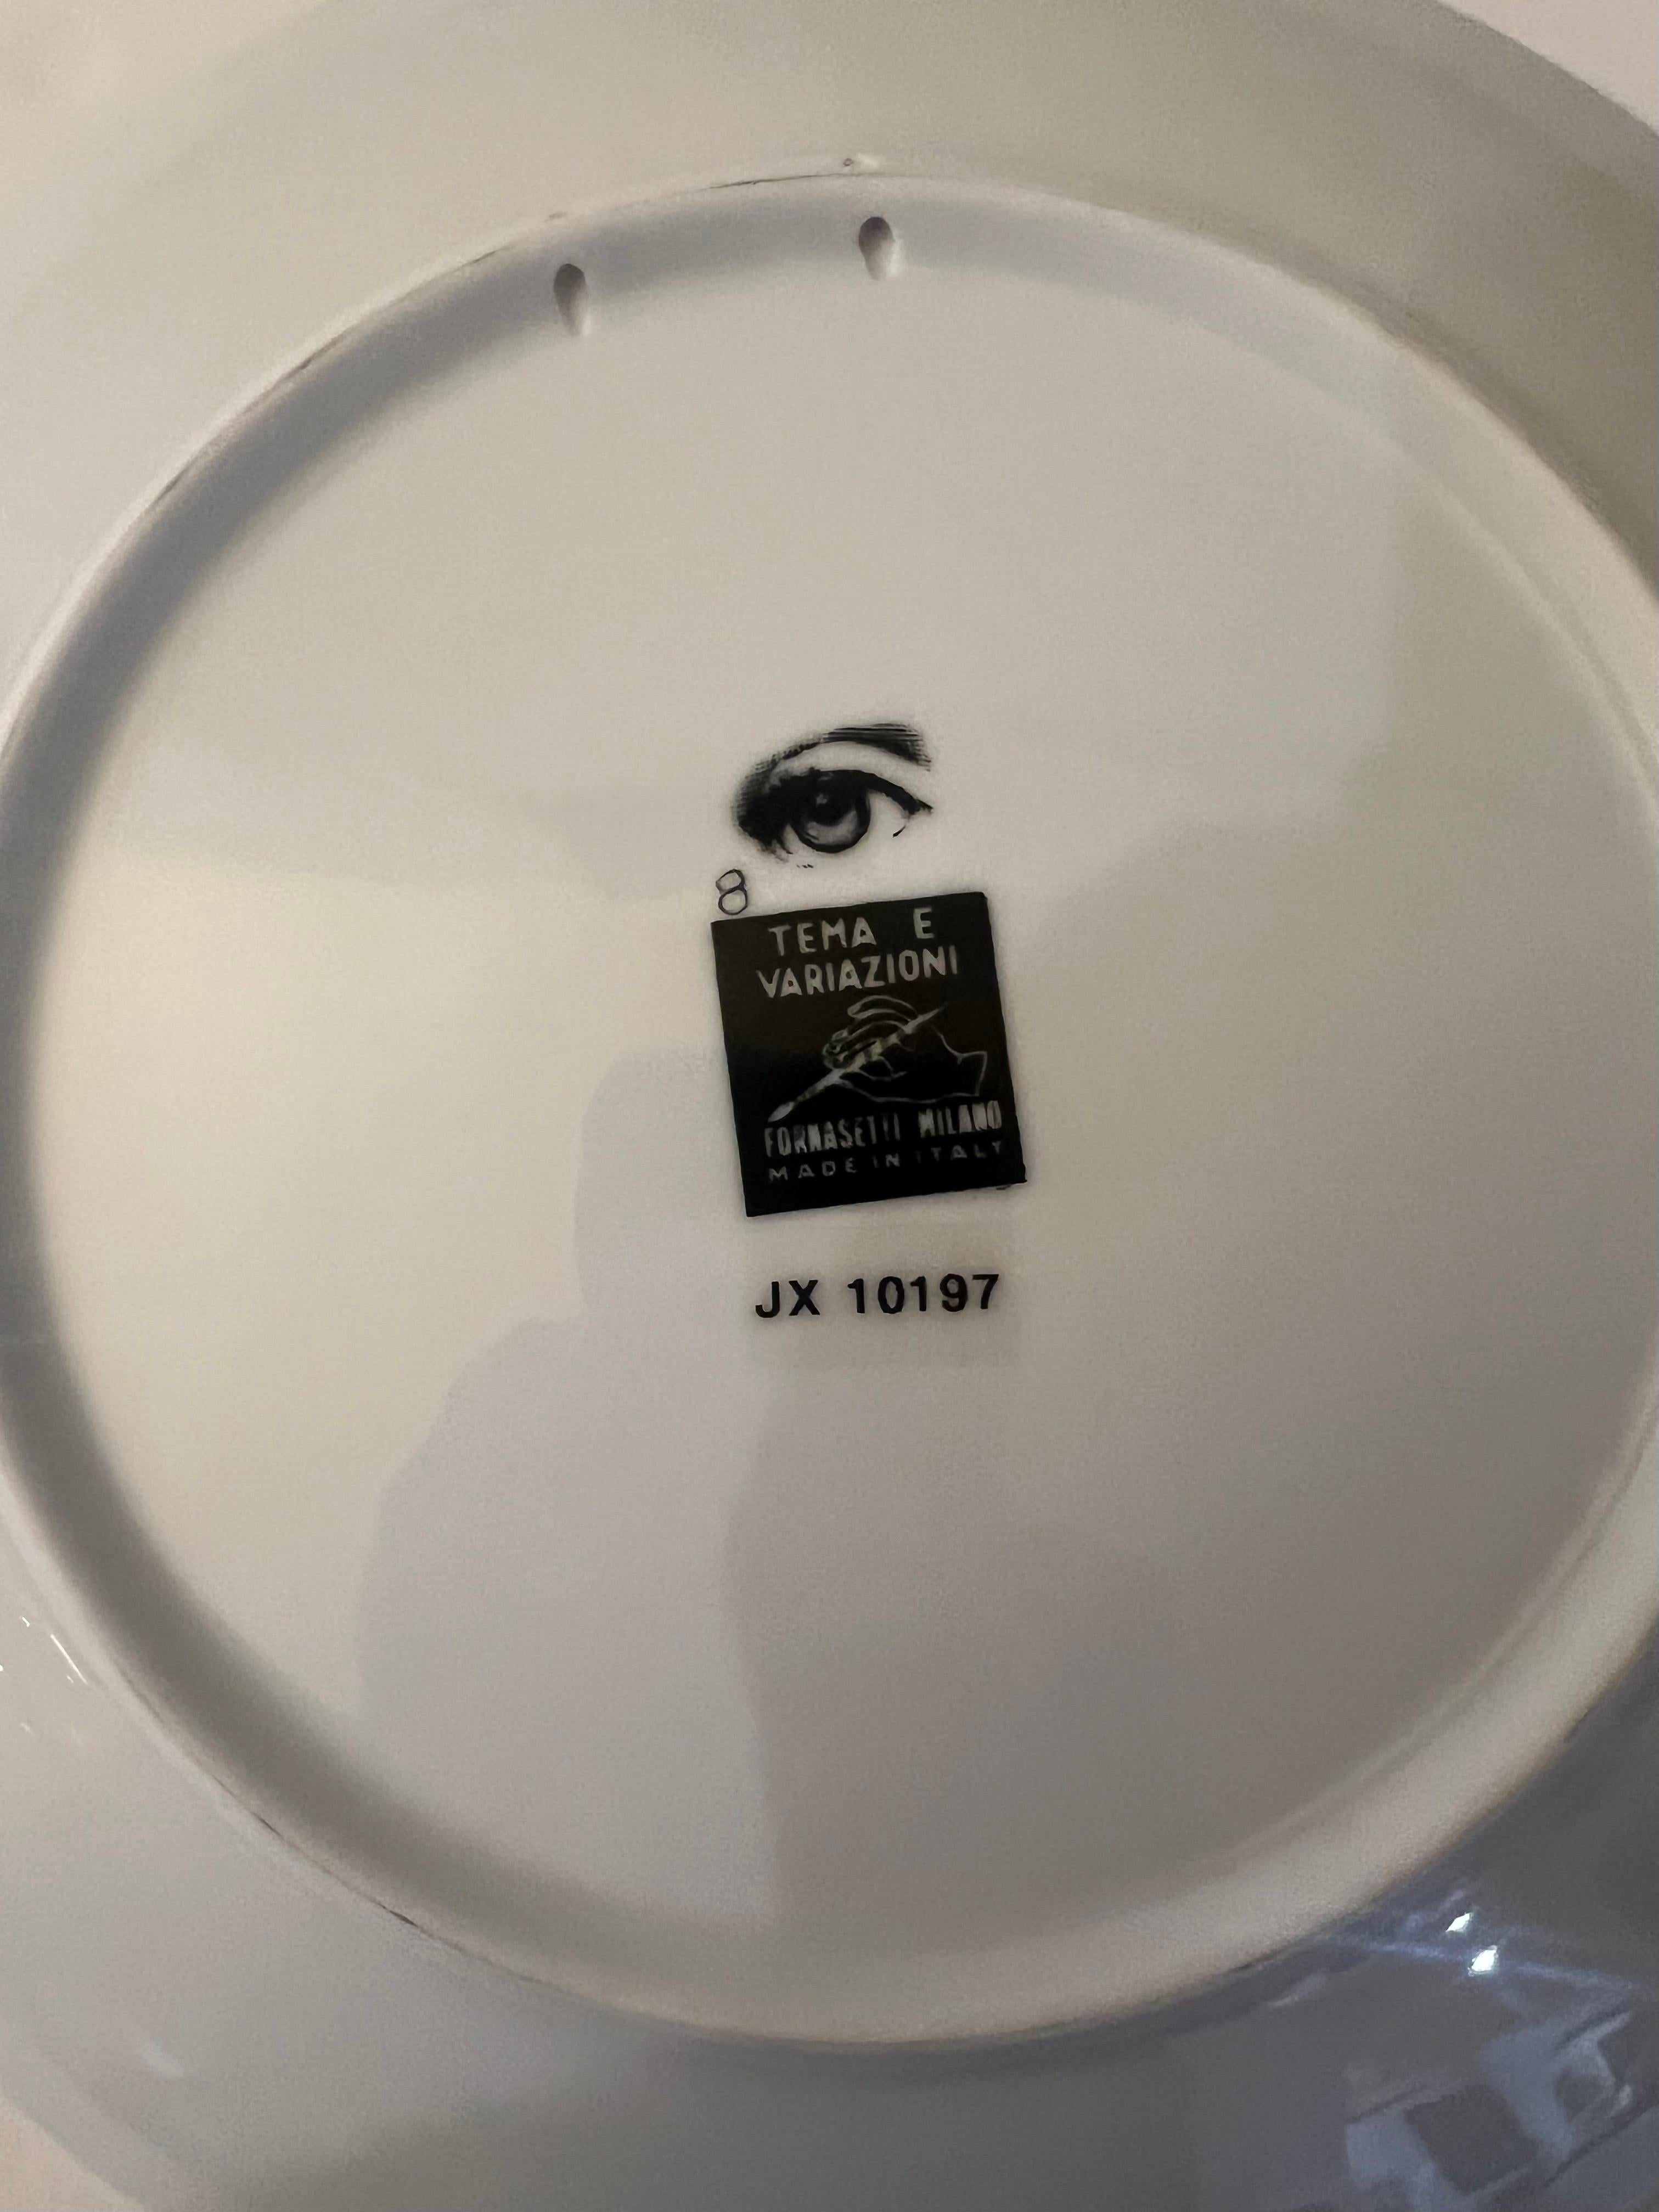 8
TEMA E
VARIAZIONI
FORNASETTI MILANO
MADE IN ITALY
JX 10197